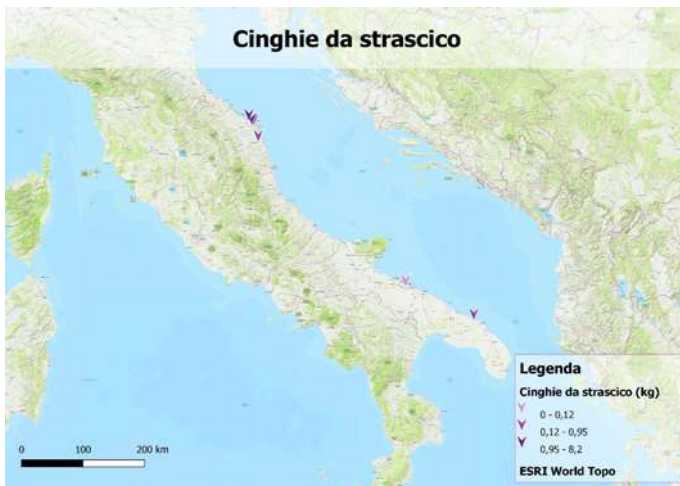 Cinghie da strascico
Legenda
Cinghie da strascico (kg)
0 - 0,12
0,12 - 0,95
0,95 - 8,2
ESRI World Topo
0 100 200 km